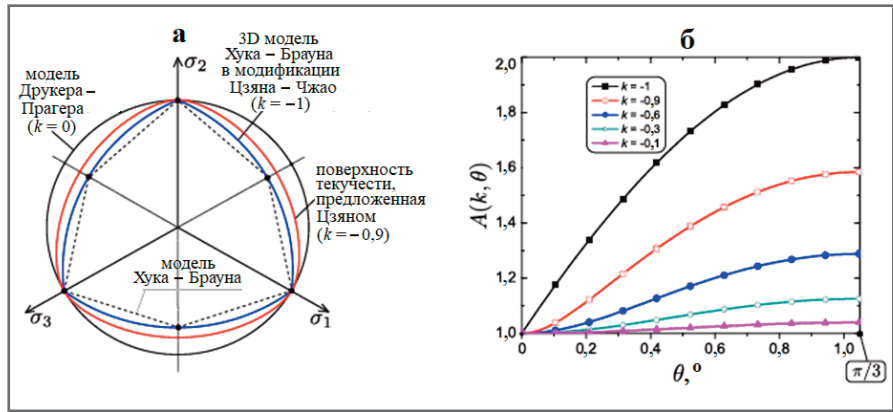 а
σ2
модель
Друкера –
Прагера
(k = 0)
3D модель
Хука – Брауна
в модификации
Цзяна – Чжао
(k = −1)
поверхность
текучести,
предложенная
Цзяном
(k = −0,9)
модель
Хука – Брауна
σ3
σ1
б
A(k, θ)
2,0
1,8
1,6
1,4
1,2
1,0
k = -1
k = -0,9
k = -0,6
k = -0,3
k = -0,1
0
0,2
0,4
0,6
0,8
1,0
θ, °
π/3